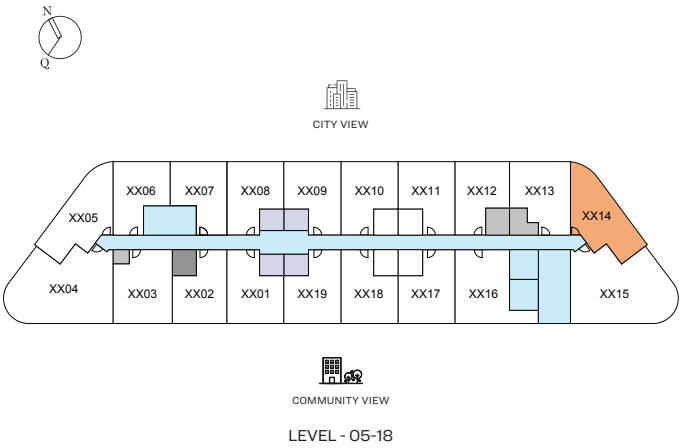 N
Q
CITY VIEW
XX06 XX07 XX08 XX09 XX10 XX11 XX12 XX13
XX05 XX14
XX04 XX03 XX02 XX01 XX19 XX18 XX17 XX16 XX15
COMMUNITY VIEW
LEVEL - 05-18